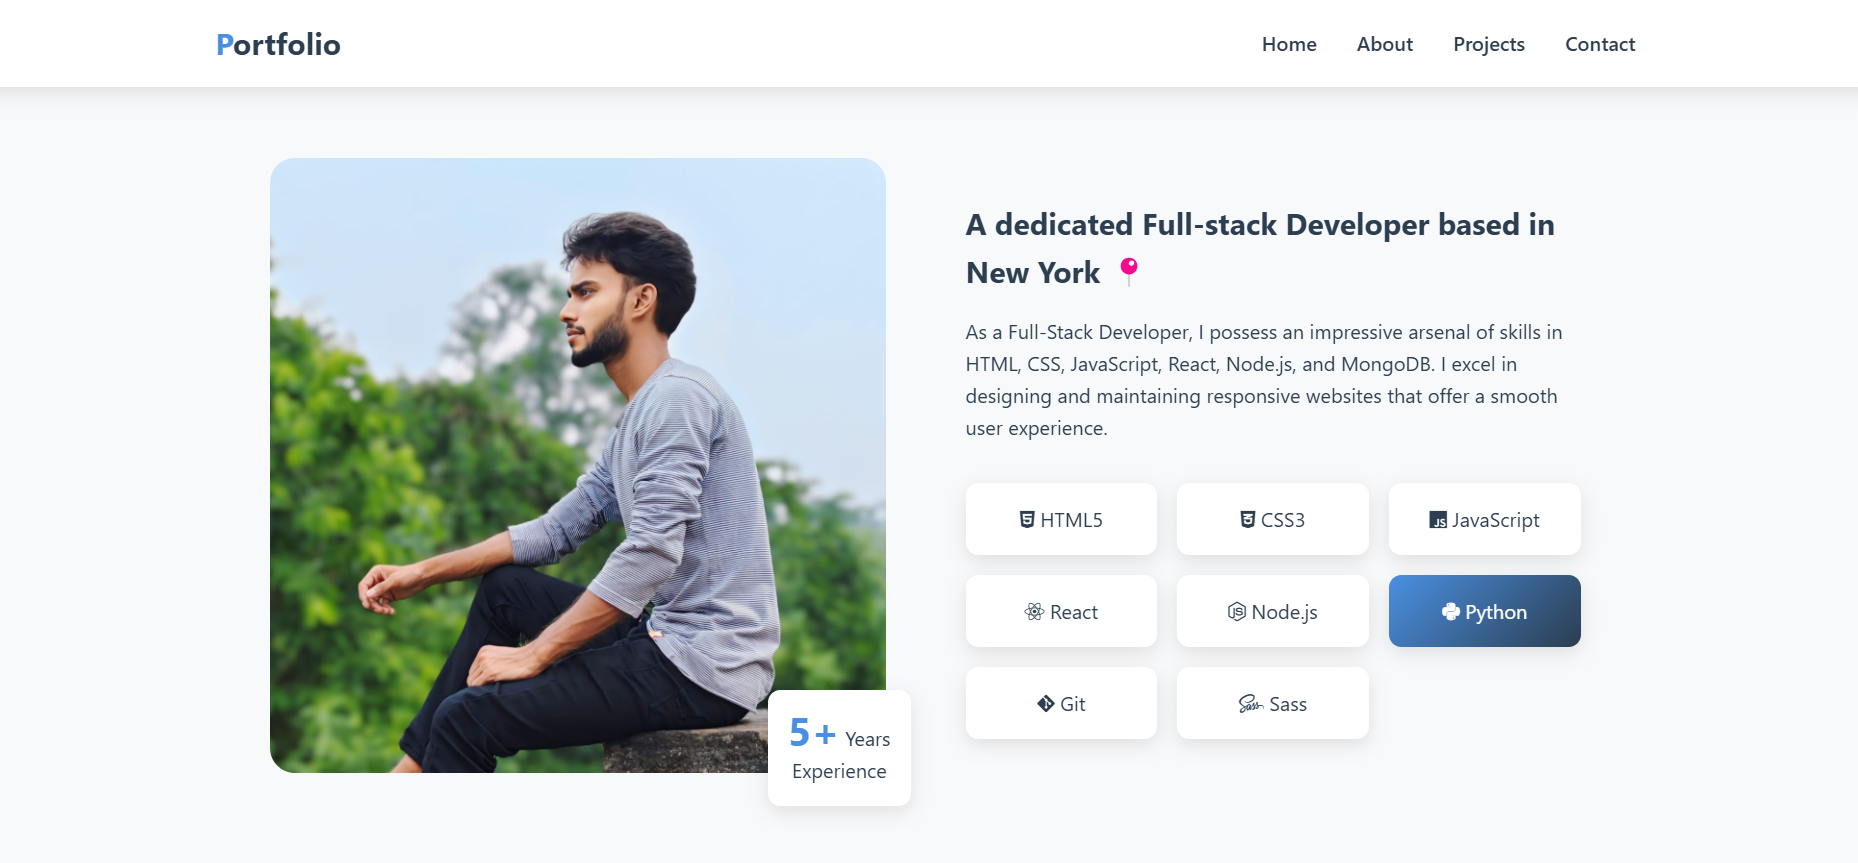 Portfolio
Home
About
Projects
Contact
A dedicated Full-stack Developer based in
New York
As a Full-Stack Developer, I possess an impressive arsenal of skills in
HTML, CSS, JavaScript, React, Node.js, and MongoDB. I excel in
designing and maintaining responsive websites that offer a smooth
user experience.
HTML5
CSS3
JS JavaScript
React
JS Node.js
Python
Git
Sass Sass
5+ Years
Experience